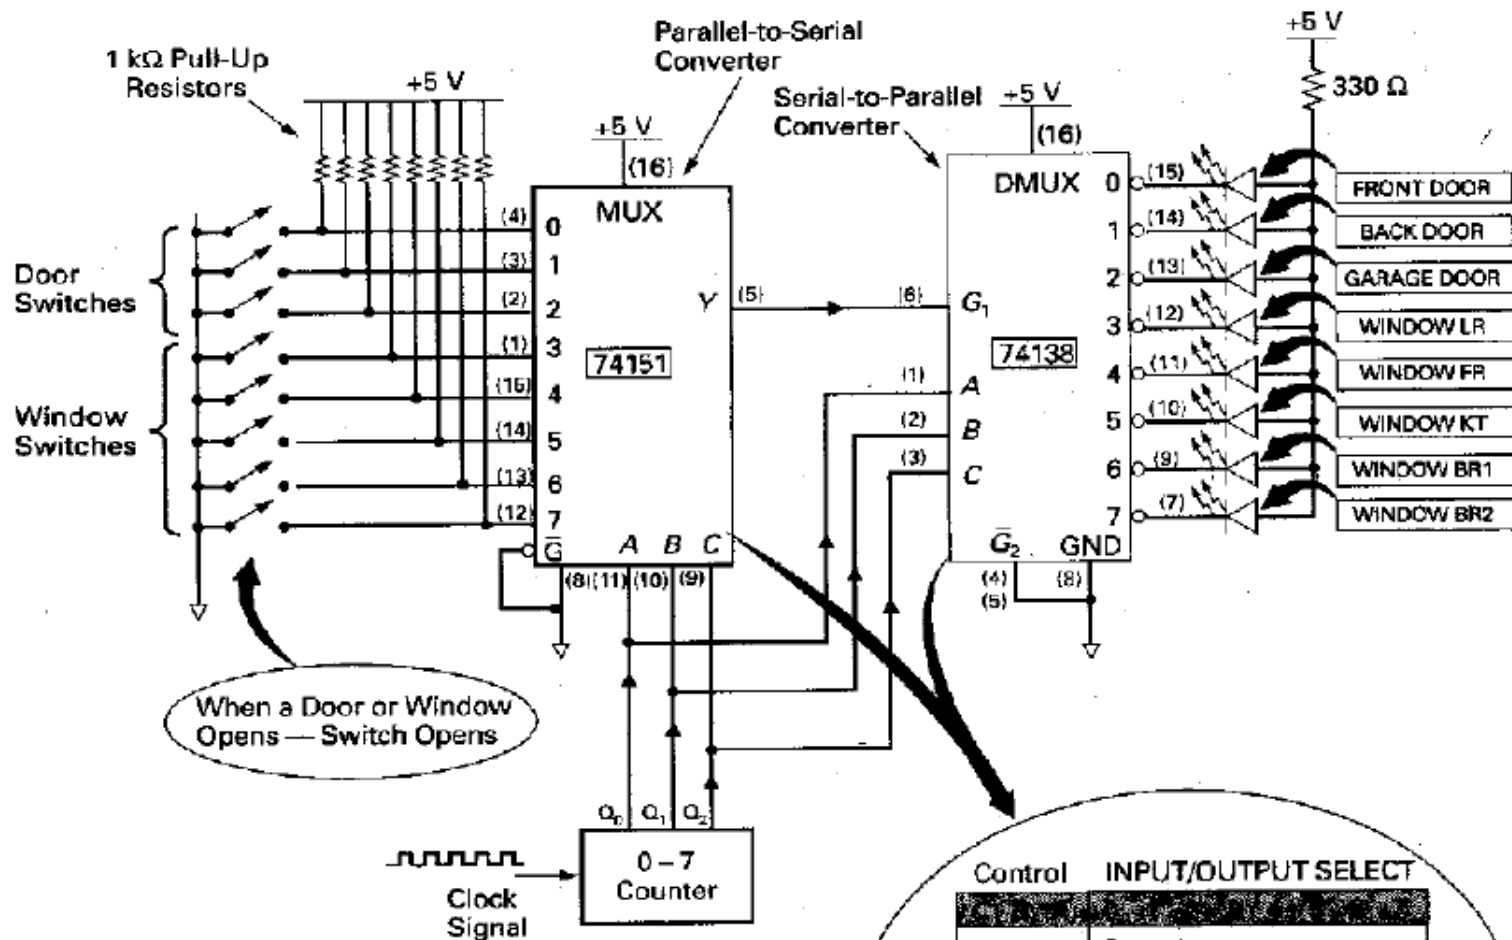 1 kΩ Pull-Up
Resistors
+5 V
Parallel-to-Serial
Converter
+5 V
(16)
Serial-to-Parallel
Converter
+5 V
(16)
+5 V
330 Ω
Door
Switches
Window
Switches
MUX
(4) 0
(3) 1
(2) 2
(1) 3
(15) 4
(14) 5
(13) 6
(12) 7
G̅
A B C
Y (5)
74151
(8) (11) (10) (9)
DMUX
(6) G₁
(1) A
(2) B
(3) C
74138
G̅₂ GND
(4)
(5)
(8)
0 (15) FRONT DOOR
1 (14) BACK DOOR
2 (13) GARAGE DOOR
3 (12) WINDOW LR
4 (11) WINDOW FR
5 (10) WINDOW KT
6 (9) WINDOW BR1
7 (7) WINDOW BR2
When a Door or Window
Opens — Switch Opens
Q₀ Q₁ Q₂
0 – 7
Counter
Clock
Signal
Control INPUT/OUTPUT SELECT